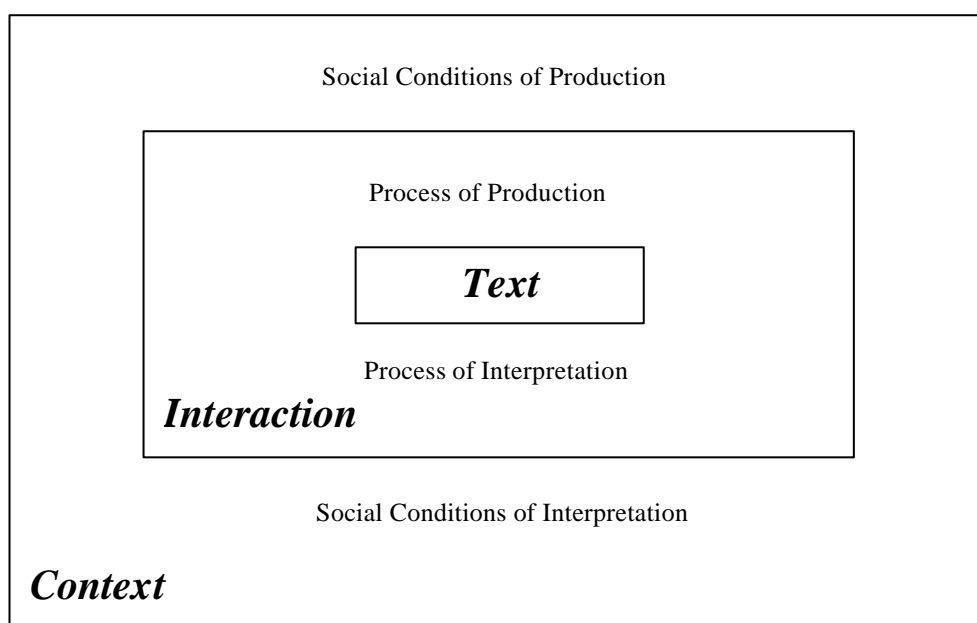 Social Conditions of Production
Process of Production
Text
Process of Interpretation
Interaction
Social Conditions of Interpretation
Context